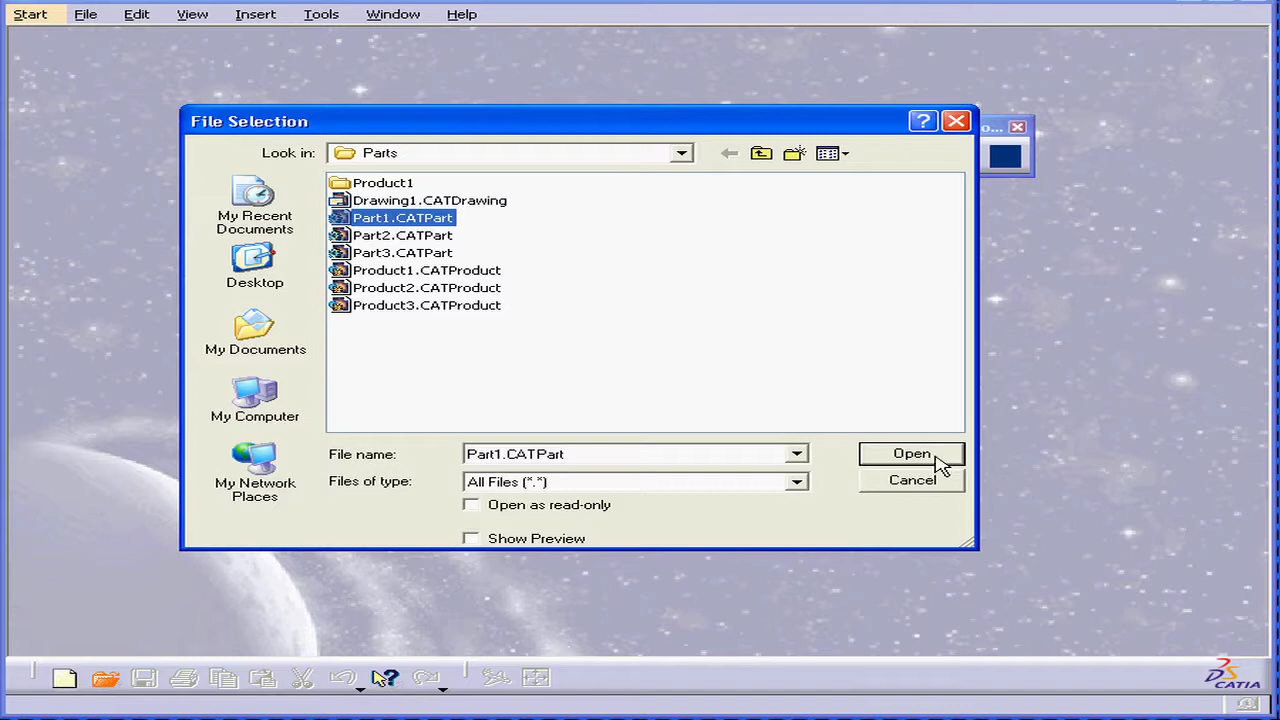 Start File Edit View Insert Tools Window Help
File Selection
o...
Look in: Parts
Product1
Drawing1.CATDrawing
Part1.CATPart
Part2.CATPart
Part3.CATPart
Product1.CATProduct
Product2.CATProduct
Product3.CATProduct
My Recent
Documents
Desktop
My Documents
My Computer
My Network
Places
File name: Part1.CATPart Open
Files of type: All Files (*.*) Cancel
Open as read-only
Show Preview
CATIA